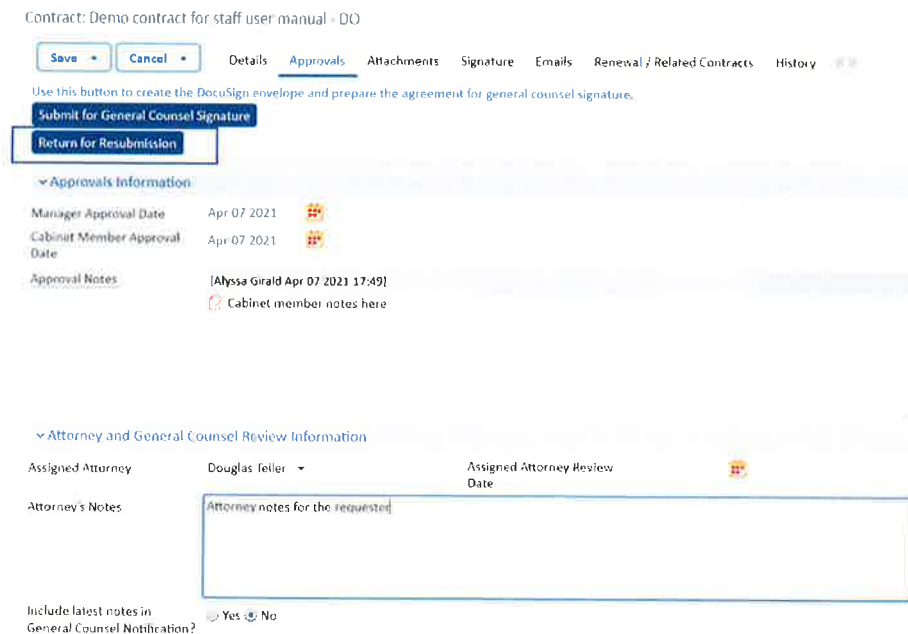 Contract: Demo contract for staff user manual - DO
Save Cancel Details Approvals Attachments Signature Emails Renewal / Related Contracts History
Use this button to create the DocuSign envelope and prepare the agreement for general counsel signature.
Submit for General Counsel Signature
Return for Resubmission
Approvals Information
Manager Approval Date Apr 07 2021
Cabinet Member Approval Date Apr 07 2021
Approval Notes [Alyssa Girald Apr 07 2021 17:49]
Cabinet member notes here
Attorney and General Counsel Review Information
Assigned Attorney Douglas Teller Assigned Attorney Review Date
Attorney's Notes Attorney notes for the requester
Include latest notes in General Counsel Notification? Yes No